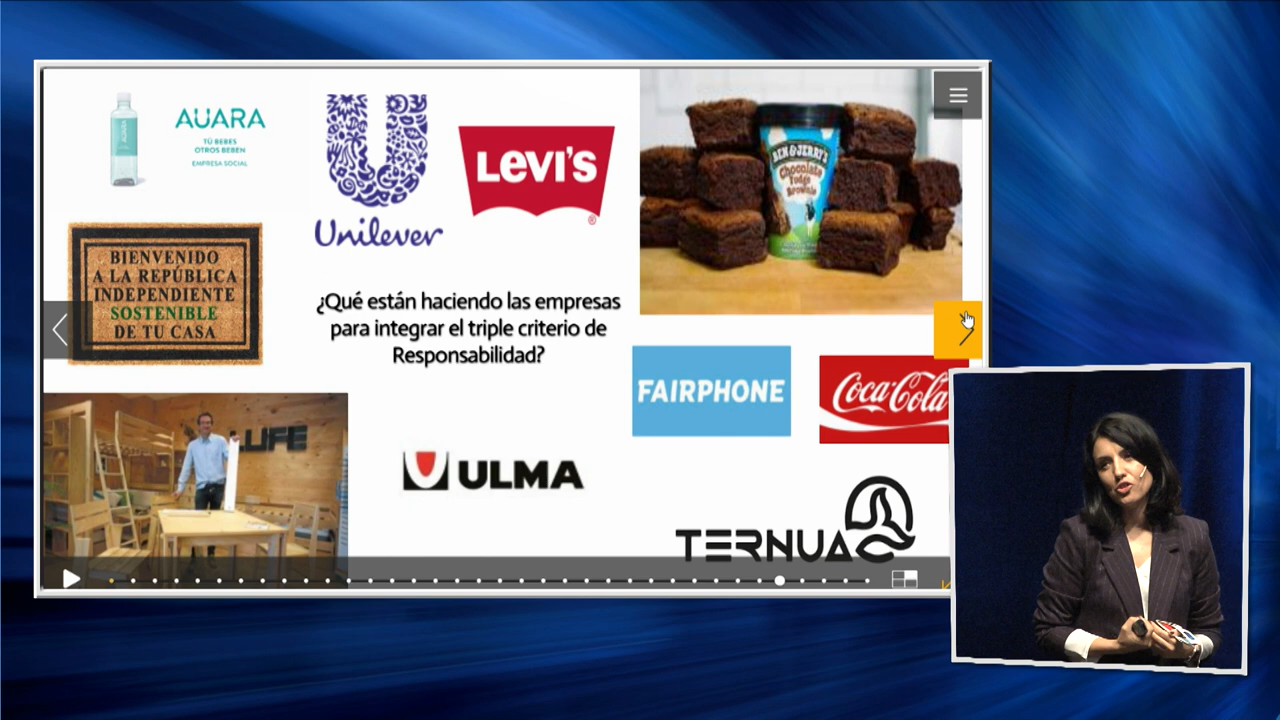 AUARA
AUARA
TÚ BEBES
OTROS BEBEN
EMPRESA SOCIAL
Unilever
LEVI'S
®
BEN & JERRY'S
Chocolate
Fudge
Brownie
BIENVENIDO
A LA REPÚBLICA
INDEPENDIENTE
SOSTENIBLE
DE TU CASA
¿Qué están haciendo las empresas
para integrar el triple criterio de
Responsabilidad?
FAIRPHONE
Coca-Cola
LUFE
ULMA
TERNUA